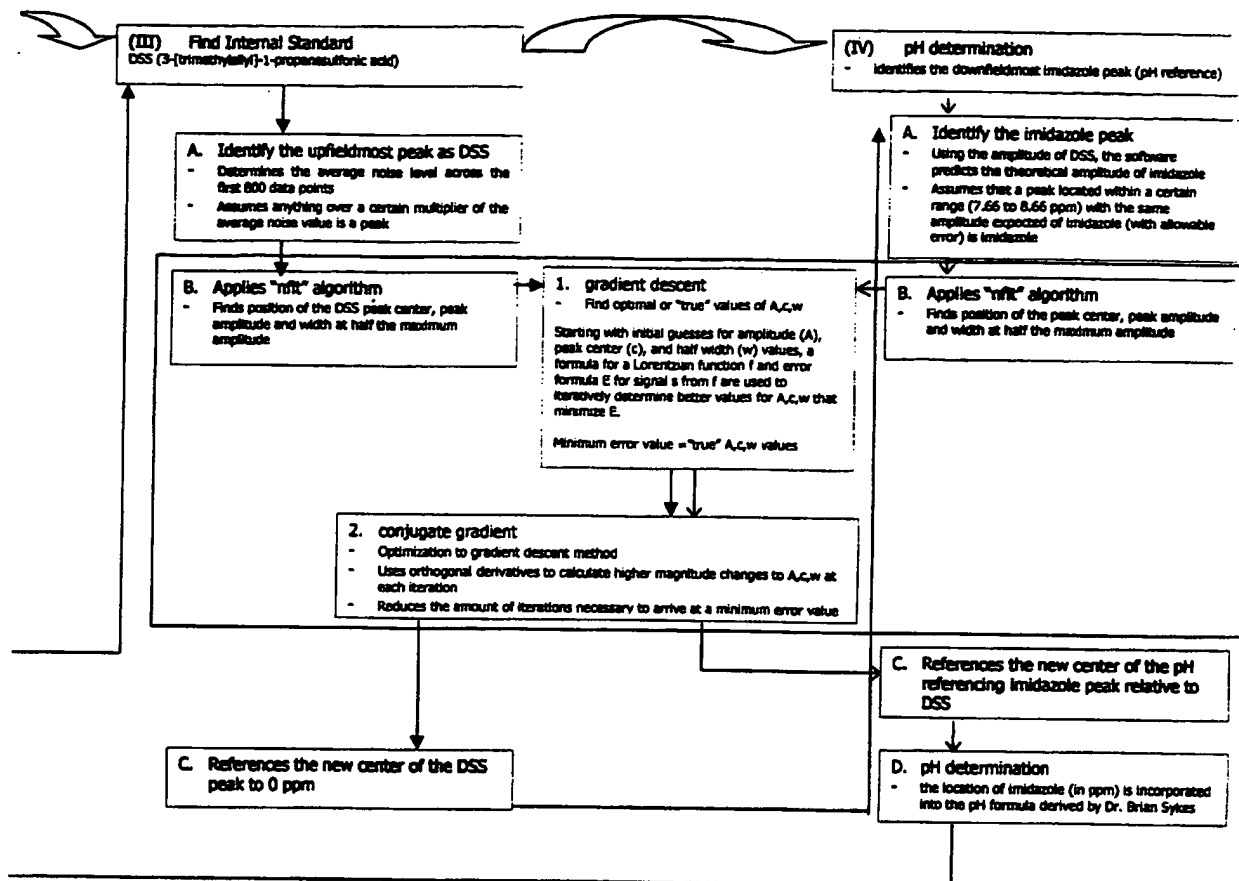 (III) Find Internal Standard
DSS (3-[trimethylsilyl]-1-propanesulfonic acid)
A. Identify the upfieldmost peak as DSS
- Determines the average noise level across the
first 800 data points
- Assumes anything over a certain multiplier of the
average noise value is a peak
B. Applies "nfit" algorithm
- Finds position of the DSS peak center, peak
amplitude and width at half the maximum
amplitude
1. gradient descent
- Find optimal or "true" values of A,c,w
Starting with initial guesses for amplitude (A),
peak center (c), and half width (w) values, a
formula for a Lorentzian function f and error
formula E for signal s from f are used to
iteratively determine better values for A,c,w that
minimize E.
Minimum error value = "true" A,c,w values
2. conjugate gradient
- Optimization to gradient descent method
- Uses orthogonal derivatives to calculate higher magnitude changes to A,c,w at
each iteration
- Reduces the amount of iterations necessary to arrive at a minimum error value
C. References the new center of the DSS
peak to 0 ppm
(IV) pH determination
- identifies the downfieldmost imidazole peak (pH reference)
A. Identify the imidazole peak
- Using the amplitude of DSS, the software
predicts the theoretical amplitude of imidazole
- Assumes that a peak located within a certain
range (7.66 to 8.66 ppm) with the same
amplitude expected of imidazole (with allowable
error) is imidazole
B. Applies "nfit" algorithm
- Finds position of the peak center, peak amplitude
and width at half the maximum amplitude
C. References the new center of the pH
referencing imidazole peak relative to
DSS
D. pH determination
- the location of imidazole (in ppm) is incorporated
into the pH formula derived by Dr. Brian Sykes